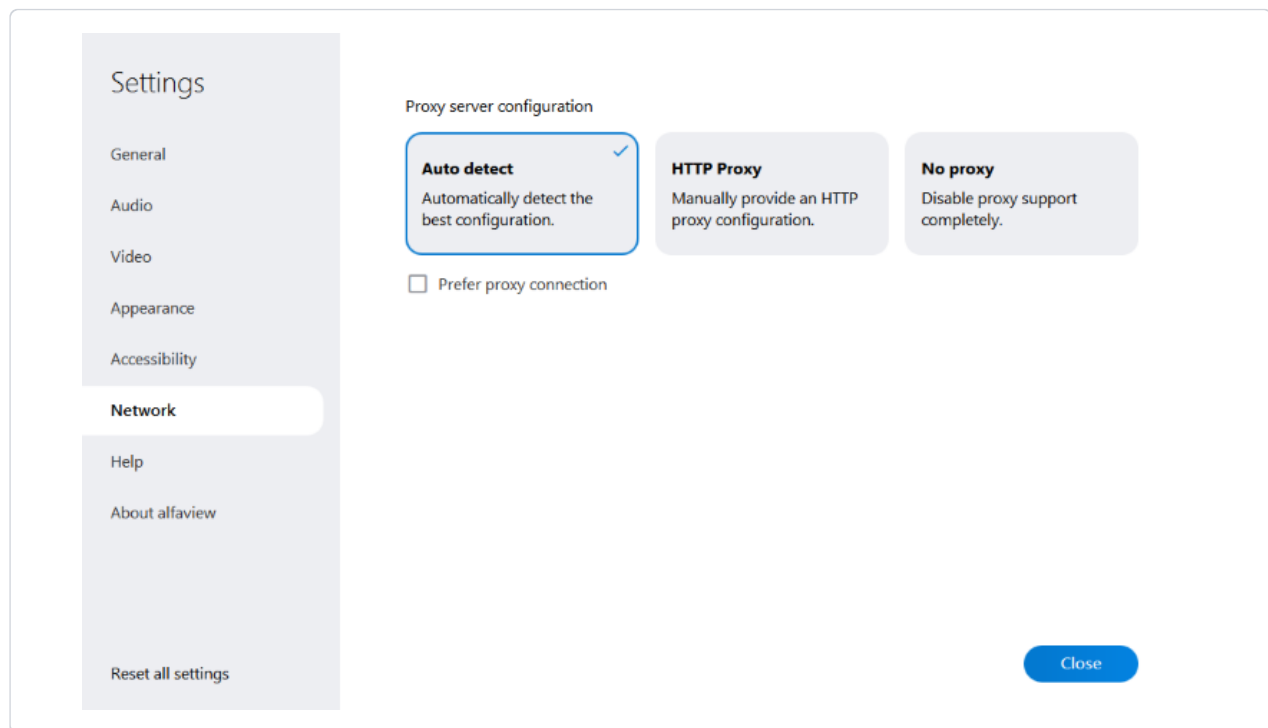 Settings
General
Audio
Video
Appearance
Accessibility
Network
Help
About alfaview
Reset all settings
Proxy server configuration
Auto detect
Automatically detect the
best configuration.
HTTP Proxy
Manually provide an HTTP
proxy configuration.
No proxy
Disable proxy support
completely.
Prefer proxy connection
Close